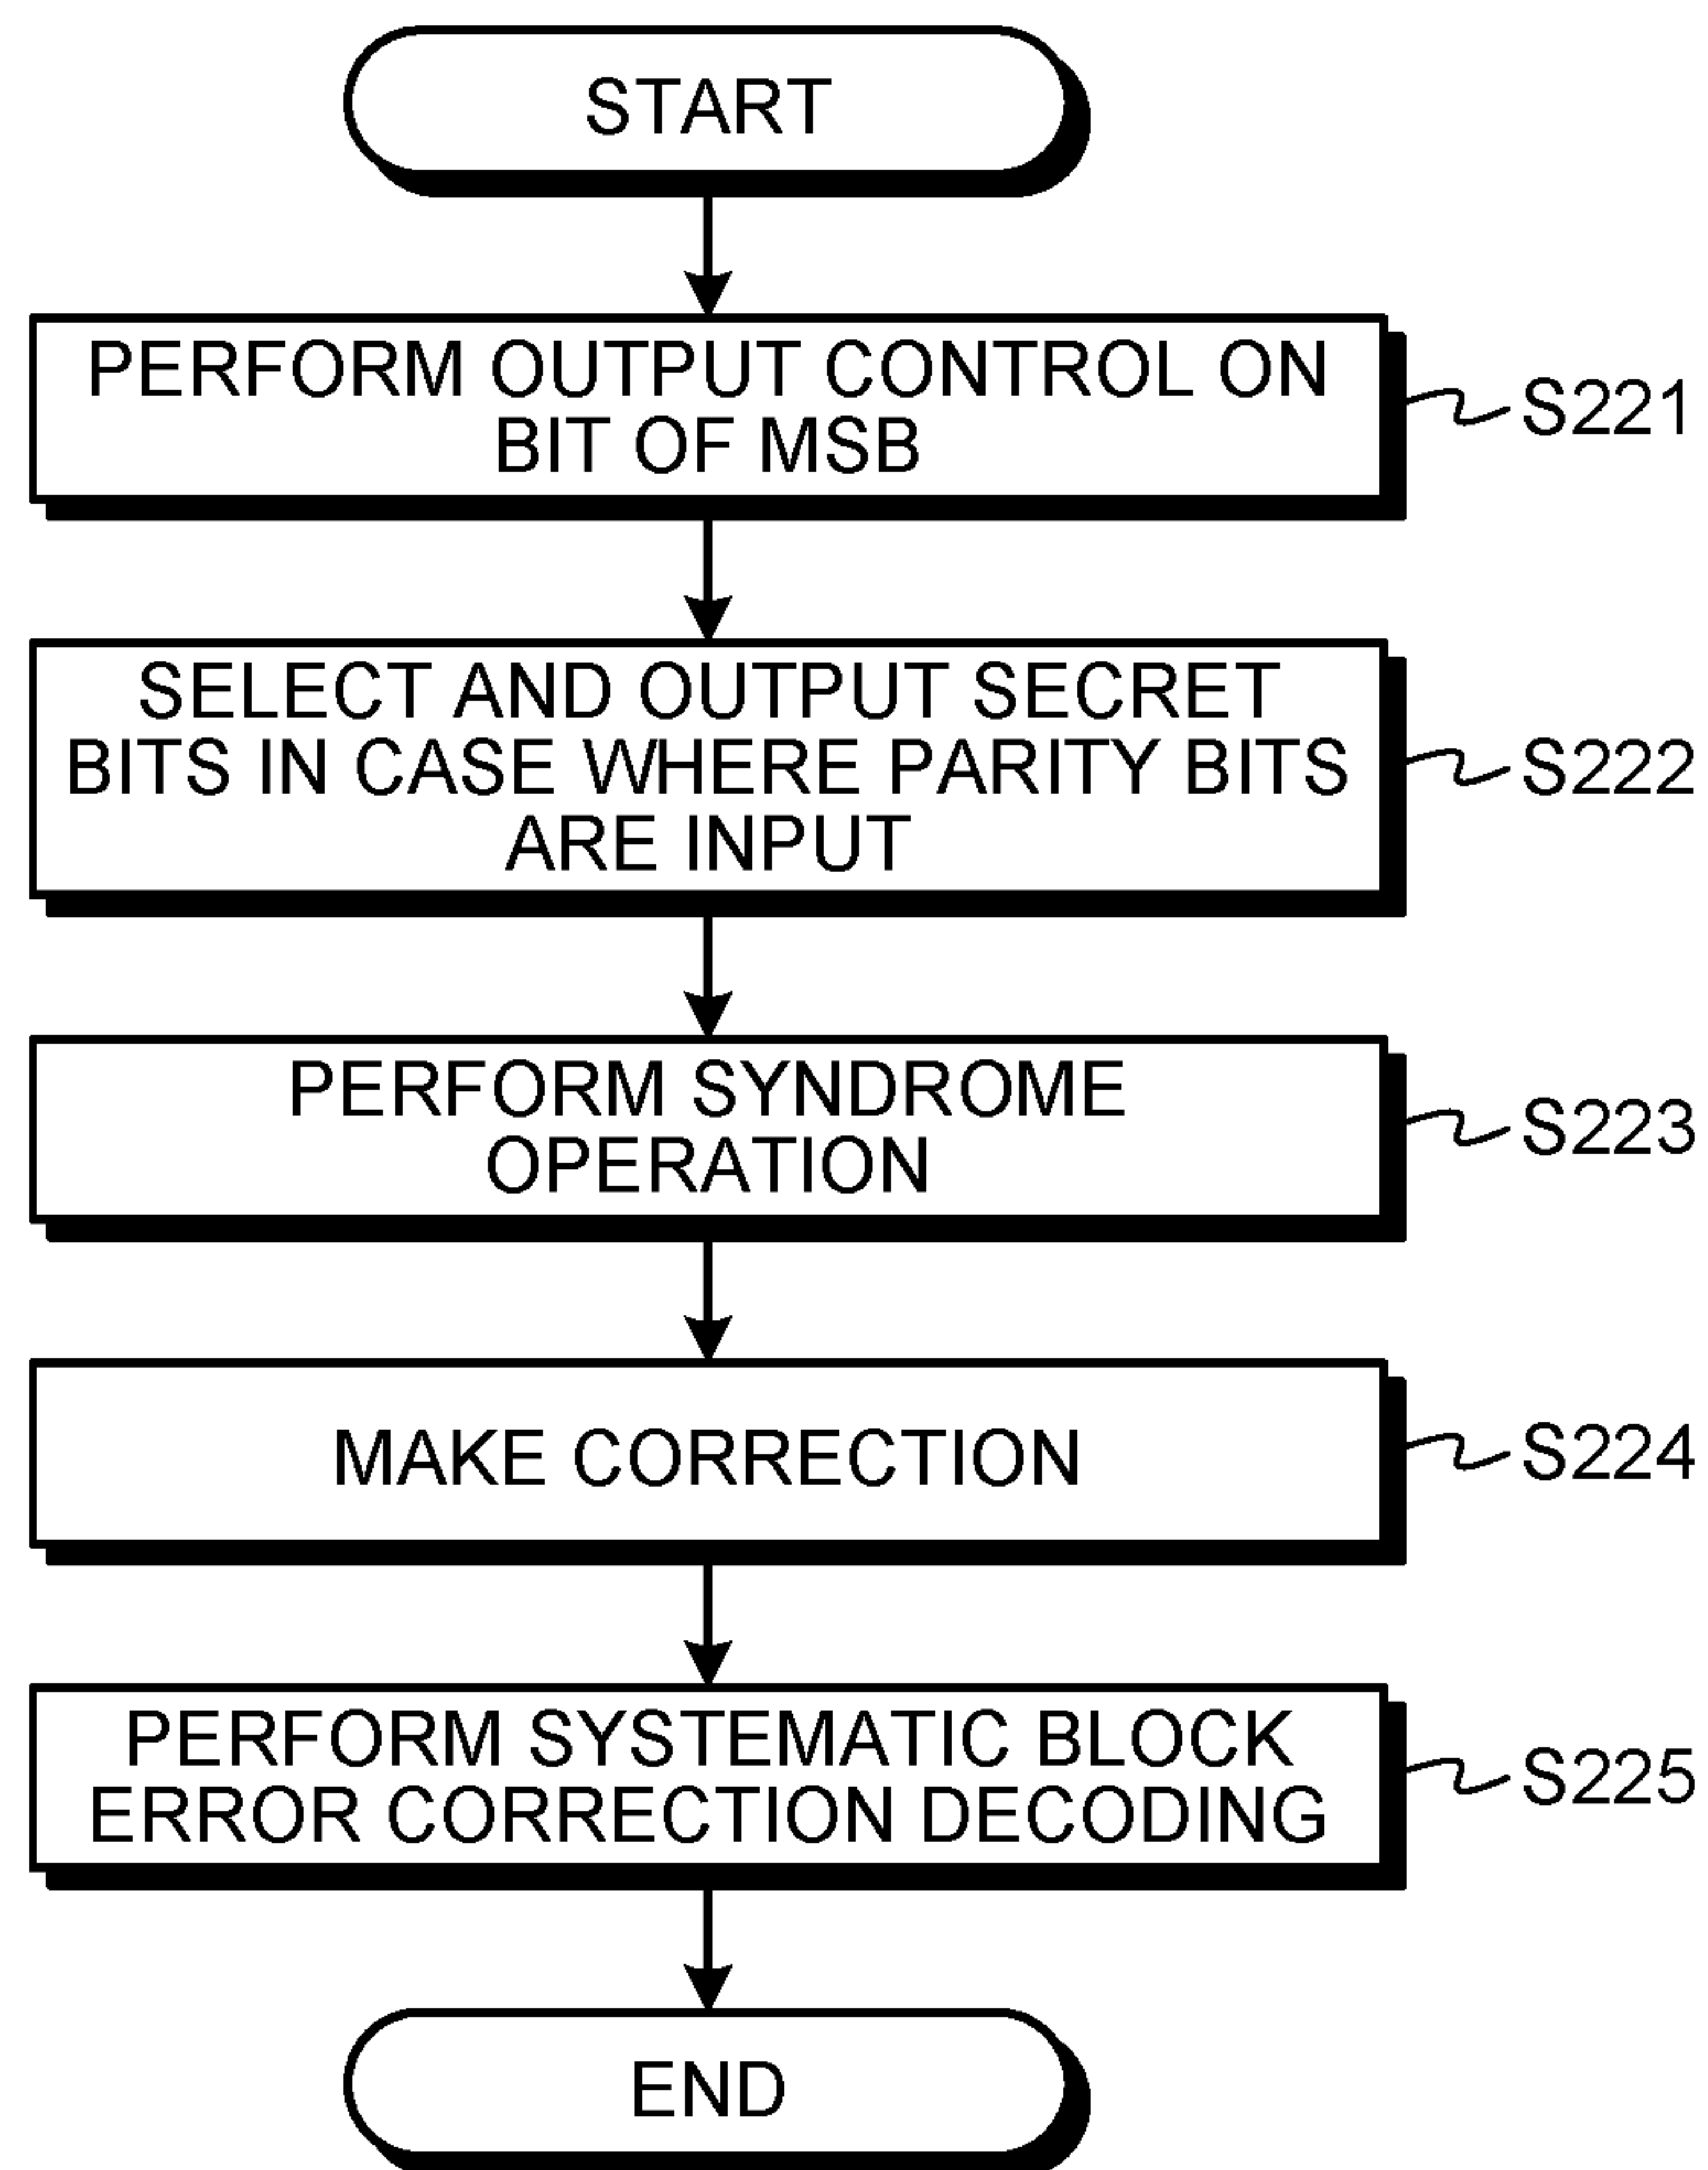 START
PERFORM OUTPUT CONTROL ON
BIT OF MSB
S221
SELECT AND OUTPUT SECRET
BITS IN CASE WHERE PARITY BITS
ARE INPUT
S222
PERFORM SYNDROME
OPERATION
S223
MAKE CORRECTION
S224
PERFORM SYSTEMATIC BLOCK
ERROR CORRECTION DECODING
S225
END